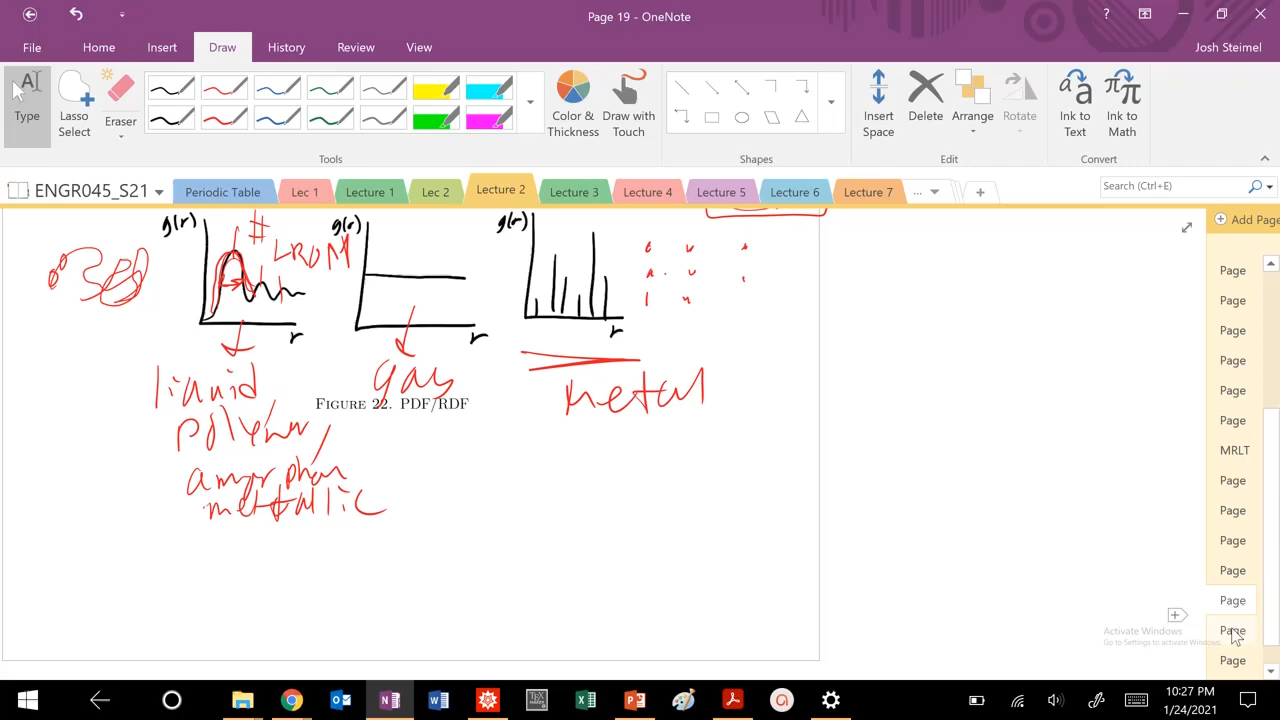 Page 19 - OneNote
?
Josh Steimel
File Home Insert Draw History Review View
Type
Lasso Select
Eraser
Color & Thickness
Draw with Touch
Insert Space
Delete
Arrange
Rotate
Ink to Text
Ink to Math
Tools
Shapes
Edit
Convert
ENGR045_S21
Periodic Table Lec 1 Lecture 1 Lec 2 Lecture 2 Lecture 3 Lecture 4 Lecture 5 Lecture 6 Lecture 7 ...
Search (Ctrl+E)
Add Page
Page
Page
Page
Page
Page
Page
MRLT
Page
Page
Page
Page
Page
Page
Page
g(r) g(r) g(r)
#
r r r
liquid
gas
metal
FIGURE 22. PDF/RDF
metallic
Activate Windows
Go to Settings to activate Windows.
10:27 PM
1/24/2021